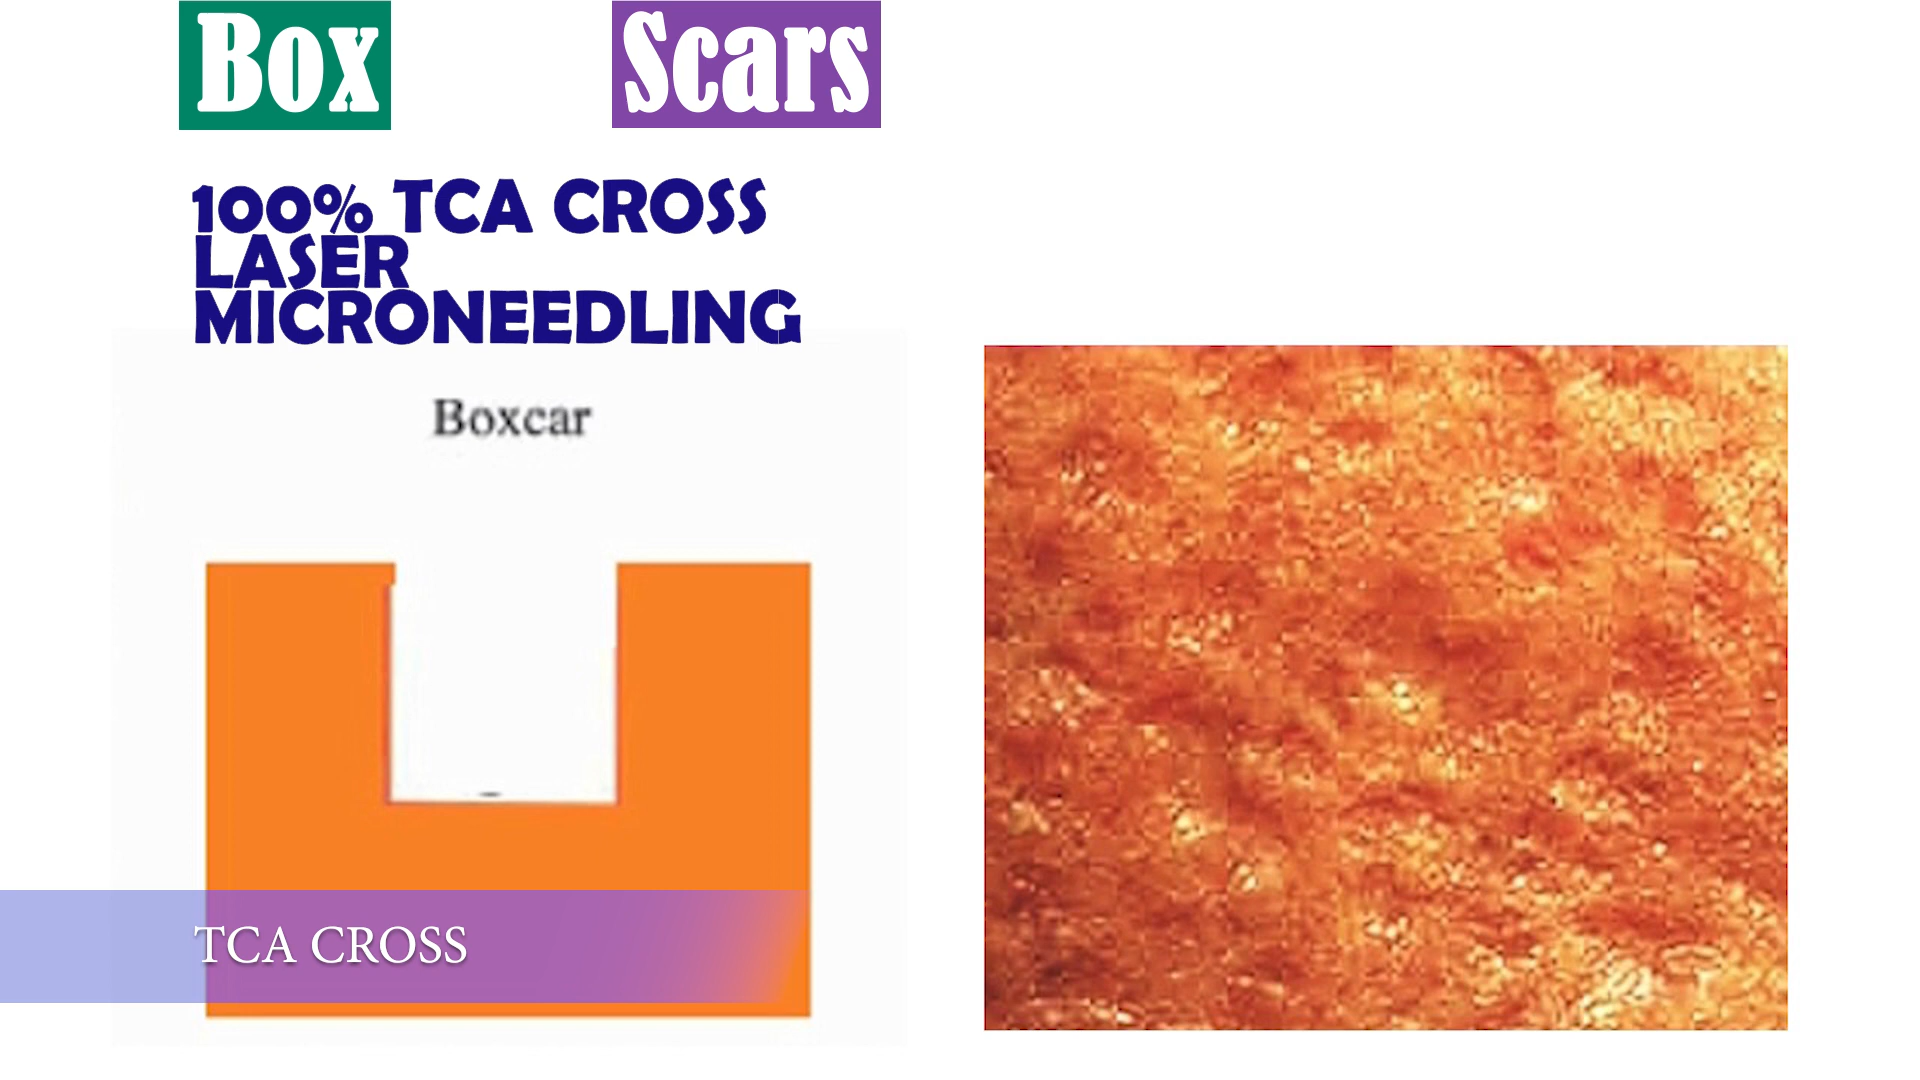 Box Scars
100% TCA CROSS
LASER
MICRONEEDLING
Boxcar
TCA CROSS